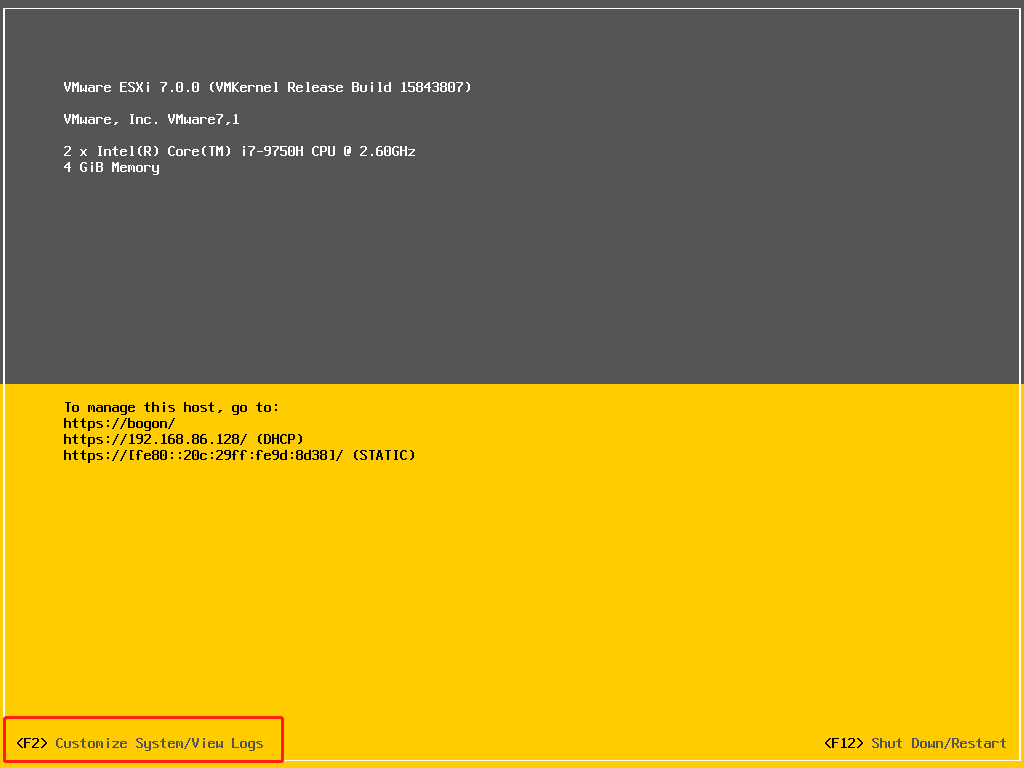 VMware ESXi 7.0.0 (VMKernel Release Build 15843807)
VMware, Inc. VMware7,1
2 x Intel(R) Core(TM) i7-9750H CPU @ 2.60GHz
4 GiB Memory
To manage this host, go to:
https://bogon/
https://192.168.86.128/ (DHCP)
https://[fe80::20c:29ff:fe9d:8d38]/ (STATIC)
<F2> Customize System/View Logs
<F12> Shut Down/Restart